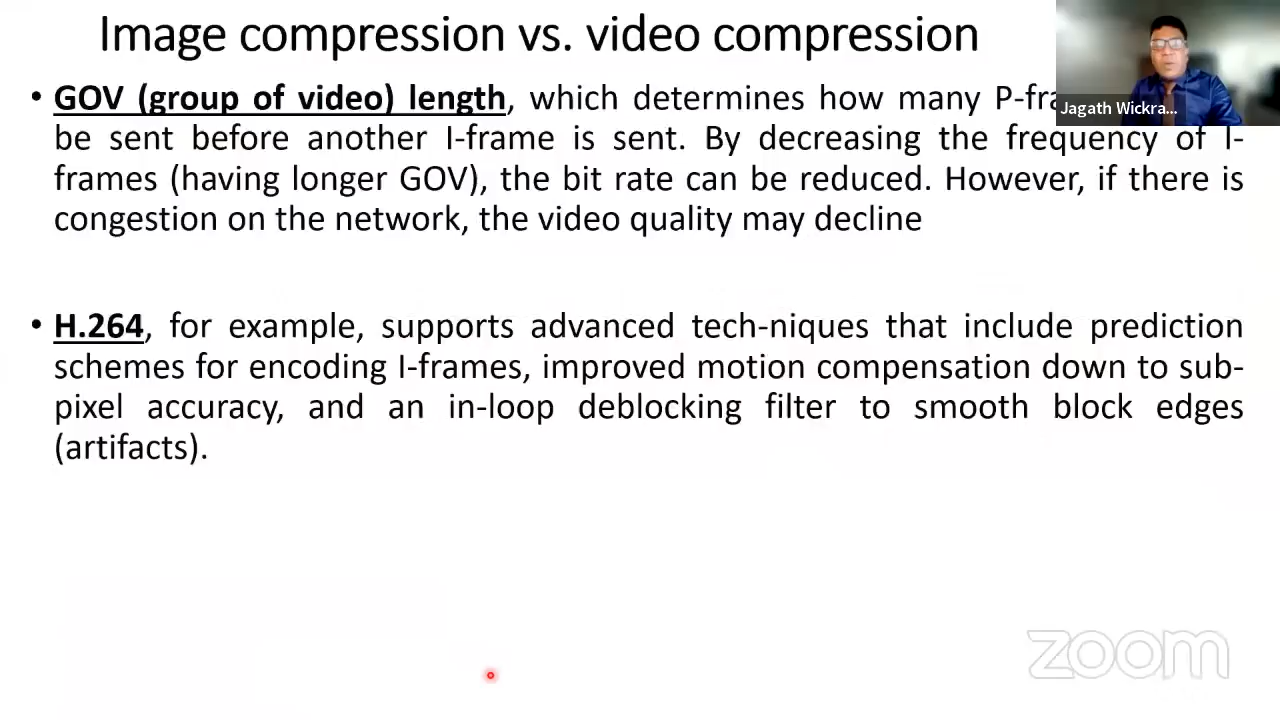 Image compression vs. video compression
• GOV (group of video) length, which determines how many
be sent before another I-frame is sent. By decreasing the frequency of I-
frames (having longer GOV), the bit rate can be reduced. However, if there is
congestion on the network, the video quality may decline
• H.264, for example, supports advanced tech-niques that include prediction
schemes for encoding I-frames, improved motion compensation down to sub-
pixel accuracy, and an in-loop deblocking filter to smooth block edges
(artifacts).
Jagath Wickra...
zoom